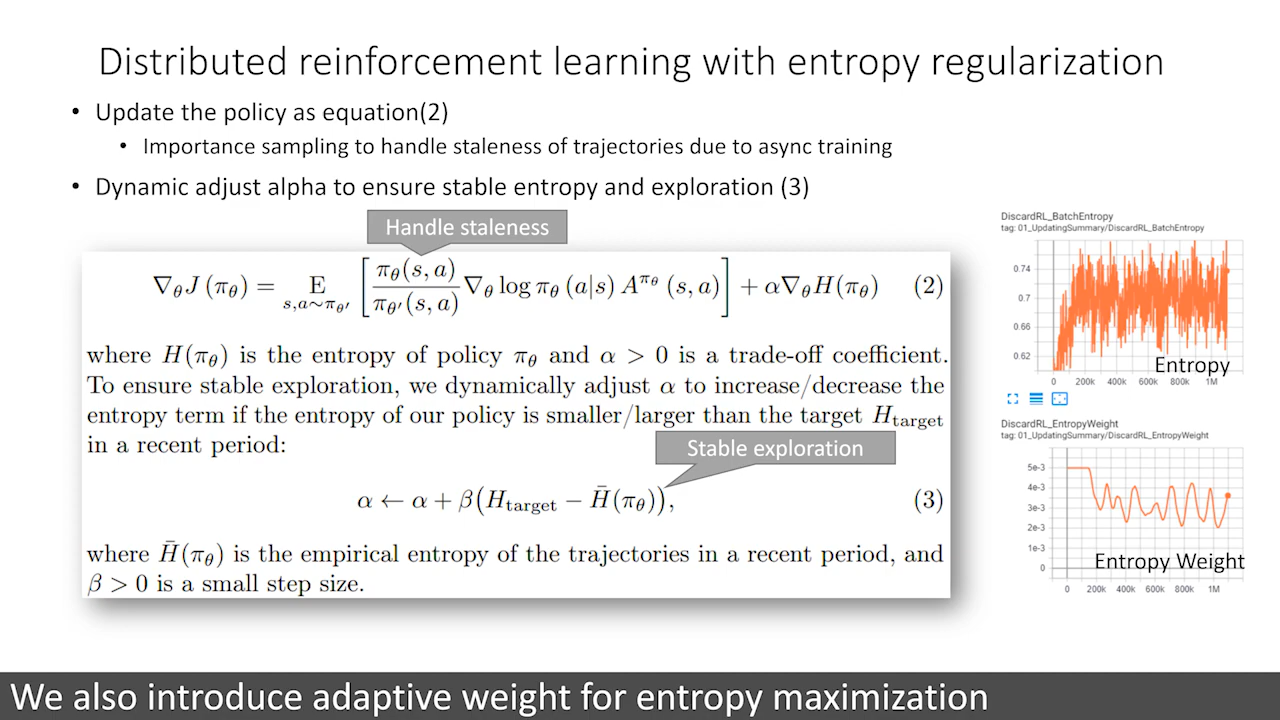 Distributed reinforcement learning with entropy regularization
• Update the policy as equation(2)
• Importance sampling to handle staleness of trajectories due to async training
• Dynamic adjust alpha to ensure stable entropy and exploration (3)
Handle staleness
∇θJ (πθ) = E s,a∼πθ′ [ πθ(s, a) / πθ′(s, a) ∇θ log πθ (a|s) Aπθ (s, a) ] + α∇θH(πθ) (2)
where H(πθ) is the entropy of policy πθ and α > 0 is a trade-off coefficient.
To ensure stable exploration, we dynamically adjust α to increase/decrease the
entropy term if the entropy of our policy is smaller/larger than the target Htarget
in a recent period:
Stable exploration
α ← α + β(Htarget − H̄(πθ)), (3)
where H̄(πθ) is the empirical entropy of the trajectories in a recent period, and
β > 0 is a small step size.
DiscardRL_BatchEntropy
tag: 01_UpdatingSummary/DiscardRL_BatchEntropy
0.74
0.7
0.66
0.62
Entropy
0 200k 400k 600k 800k 1M
DiscardRL_EntropyWeight
tag: 01_UpdatingSummary/DiscardRL_EntropyWeight
5e-3
4e-3
3e-3
2e-3
1e-3
0
Entropy Weight
0 200k 400k 600k 800k 1M
We also introduce adaptive weight for entropy maximization